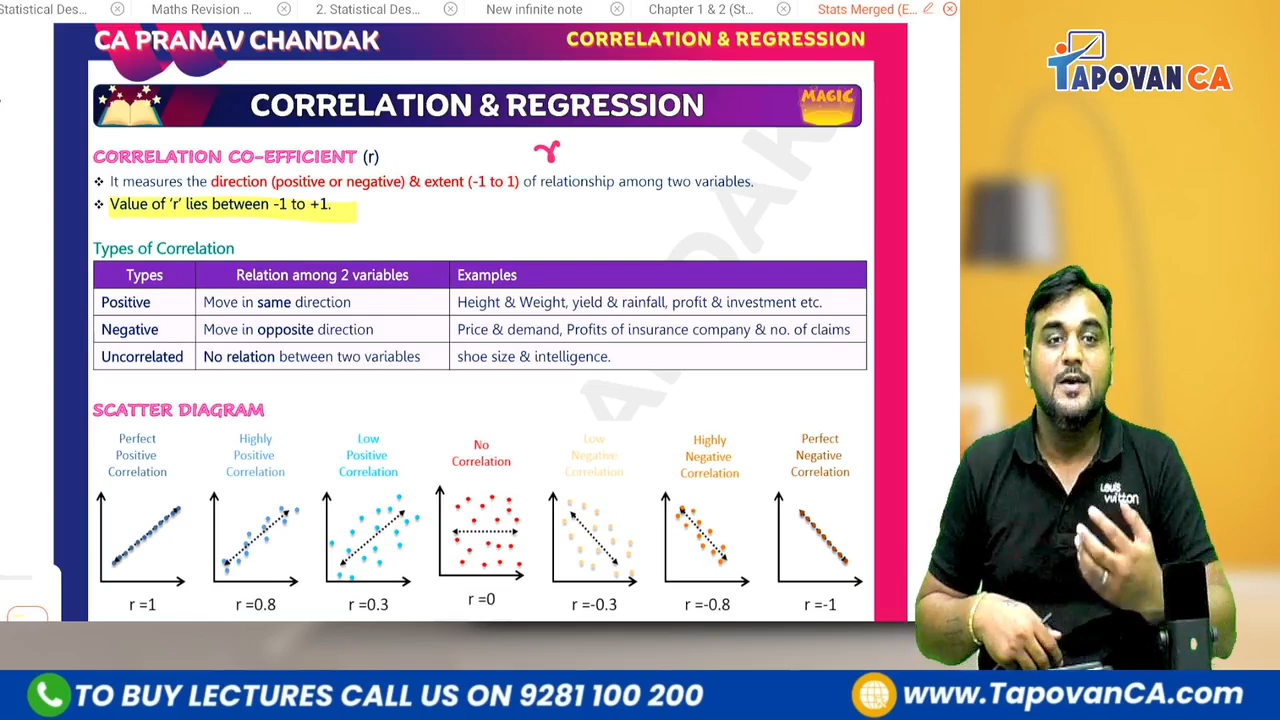 Statistical Des...
Maths Revision ...
2. Statistical Des...
New infinite note
Chapter 1 & 2 (St...
Stats Merged (E...
CA PRANAV CHANDAK
CORRELATION & REGRESSION
TAPOVAN CA
CORRELATION & REGRESSION
MAGIC
CORRELATION CO-EFFICIENT (r)
r
❖ It measures the direction (positive or negative) & extent (-1 to 1) of relationship among two variables.
❖ Value of ‘r’ lies between -1 to +1.
Types of Correlation
Types Relation among 2 variables Examples
Positive Move in same direction Height & Weight, yield & rainfall, profit & investment etc.
Negative Move in opposite direction Price & demand, Profits of insurance company & no. of claims
Uncorrelated No relation between two variables shoe size & intelligence.
SCATTER DIAGRAM
Perfect
Positive
Correlation
Highly
Positive
Correlation
Low
Positive
Correlation
No
Correlation
Low
Negative
Correlation
Highly
Negative
Correlation
Perfect
Negative
Correlation
r =1
r =0.8
r =0.3
r =0
r =-0.3
r =-0.8
r =-1
Louis
vuitton
TO BUY LECTURES CALL US ON 9281 100 200
www.TapovanCA.com